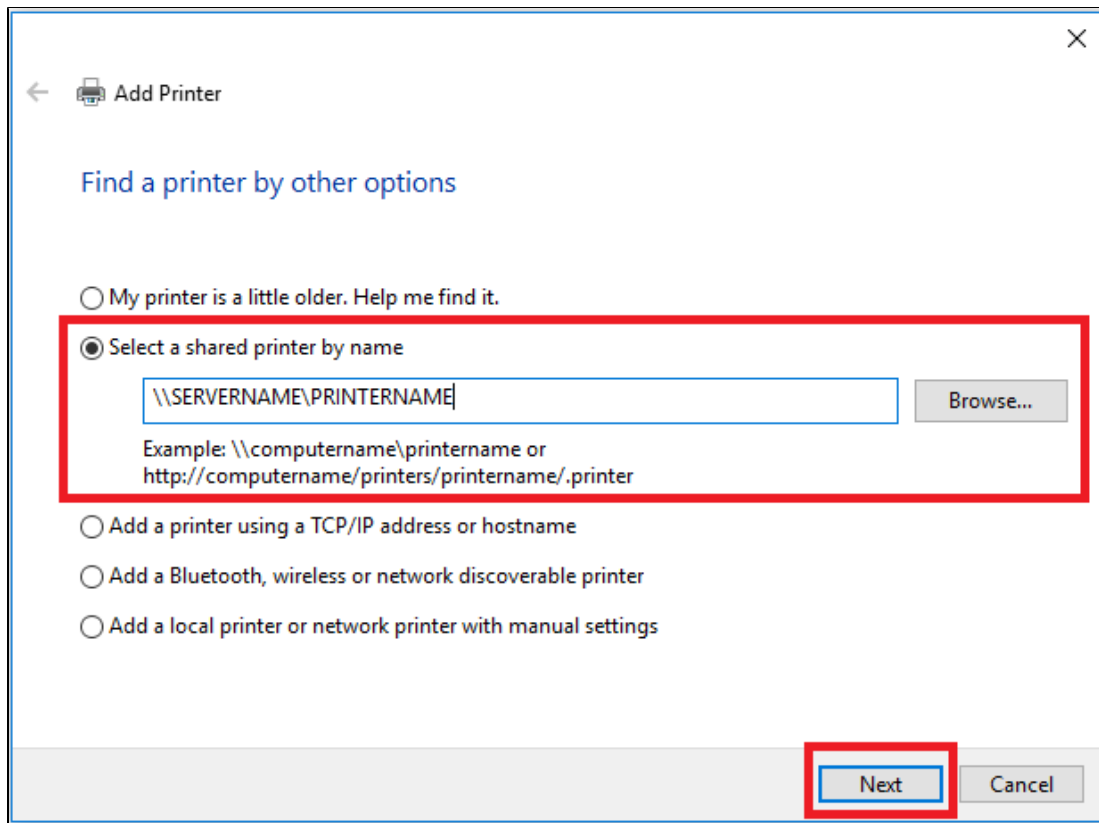 Add Printer
Find a printer by other options
My printer is a little older. Help me find it.
Select a shared printer by name
\\SERVERNAME\PRINTERNAME
Browse...
Example: \\computername\printername or
http://computername/printers/printername/.printer
Add a printer using a TCP/IP address or hostname
Add a Bluetooth, wireless or network discoverable printer
Add a local printer or network printer with manual settings
Next Cancel